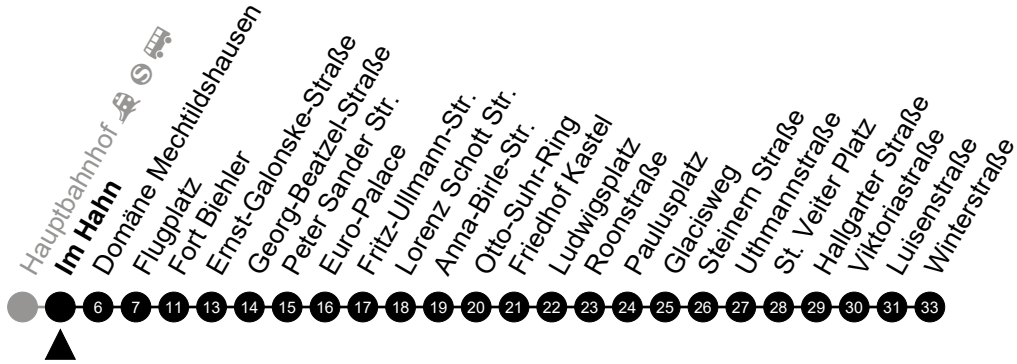 Hauptbahnhof S
Im Hahn
Domäne Mechtildshausen
Flugplatz
Fort Biehler
Ernst-Galonske-Straße
Georg-Beatzel-Straße
Peter Sander Str.
Euro-Palace
Fritz-Ullmann-Str.
Lorenz Schott Str.
Anna-Birle-Str.
Otto-Suhr-Ring
Friedhof Kastel
Ludwigsplatz
Roonstraße
Paulusplatz
Glacisweg
Steinern Straße
Uthmannstraße
St. Veiter Platz
Hallgarter Straße
Viktoriastraße
Luisenstraße
Winterstraße
6 7 11 13 14 15 16 17 18 19 20 21 22 23 24 25 26 27 28 29 30 31 33